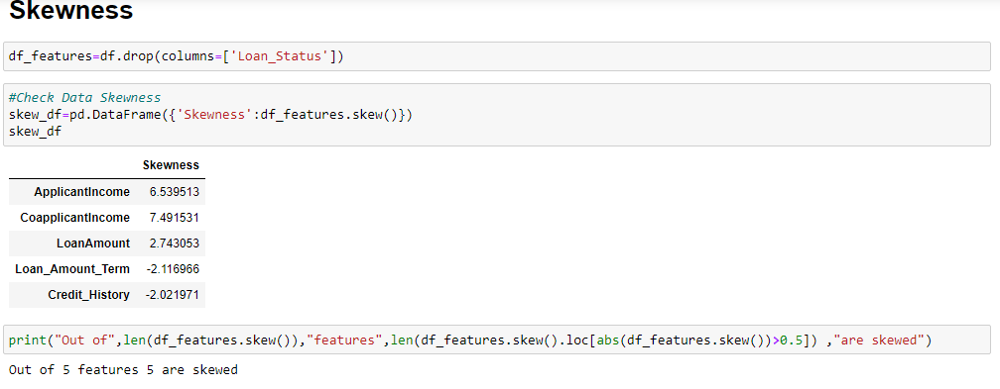 Skewness
df_features=df.drop(columns=['Loan_Status'])
#Check Data Skewness
skew_df=pd.DataFrame({'Skewness':df_features.skew()})
skew_df
Skewness
ApplicantIncome 6.539513
CoapplicantIncome 7.491531
LoanAmount 2.743053
Loan_Amount_Term -2.116966
Credit_History -2.021971
print("Out of",len(df_features.skew()),"features",len(df_features.skew().loc[abs(df_features.skew())>0.5]) ,"are skewed")
Out of 5 features 5 are skewed